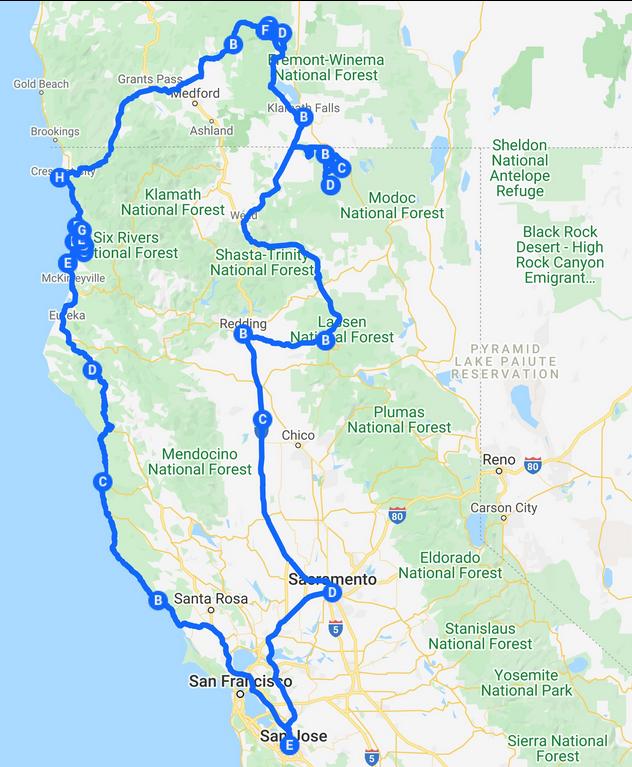 F
D
B
Fremont-Winema
National Forest
Gold Beach
Grants Pass
Medford
Klamath Falls
B
Ashland
Brookings
Sheldon
National
Antelope
Refuge
B
C
D
Crescent City
H
Klamath
National Forest
Modoc
National Forest
Weed
G
E
Six Rivers
National Forest
Black Rock
Desert - High
Rock Canyon
Emigrant...
Shasta-Trinity
National Forest
E
McKinleyville
Eureka
Redding
B
Lassen
National Forest
B
PYRAMID
LAKE PAIUTE
RESERVATION
D
C
Chico
Plumas
National Forest
Mendocino
National Forest
Reno
80
C
Carson City
80
Eldorado
National Forest
Sacramento
D
B
Santa Rosa
5
Stanislaus
National Forest
San Francisco
Yosemite
National Park
San Jose
E
Sierra National
Forest
5